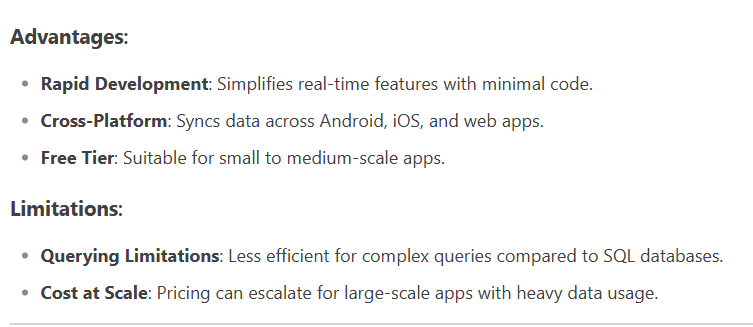 Advantages:
Rapid Development: Simplifies real-time features with minimal code.
Cross-Platform: Syncs data across Android, iOS, and web apps.
Free Tier: Suitable for small to medium-scale apps.
Limitations:
Querying Limitations: Less efficient for complex queries compared to SQL databases.
Cost at Scale: Pricing can escalate for large-scale apps with heavy data usage.